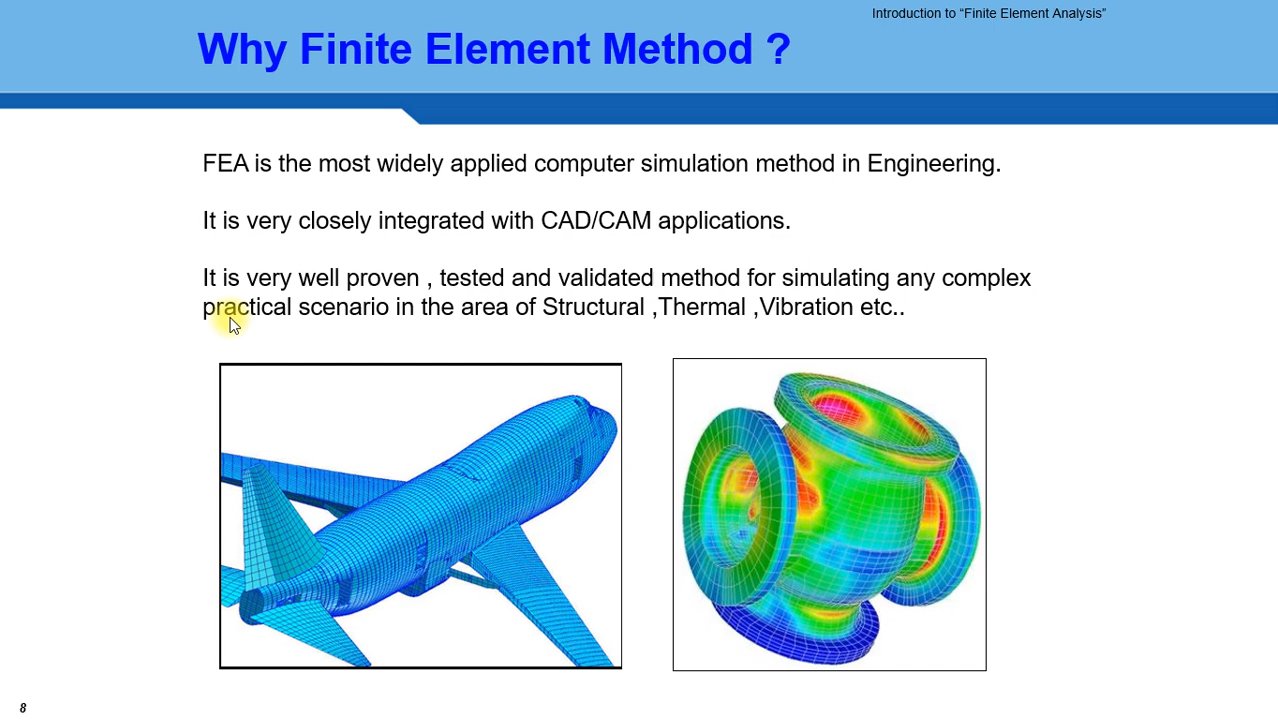 Introduction to “Finite Element Analysis”
Why Finite Element Method ?
FEA is the most widely applied computer simulation method in Engineering.
It is very closely integrated with CAD/CAM applications.
It is very well proven , tested and validated method for simulating any complex
practical scenario in the area of Structural ,Thermal ,Vibration etc..
8